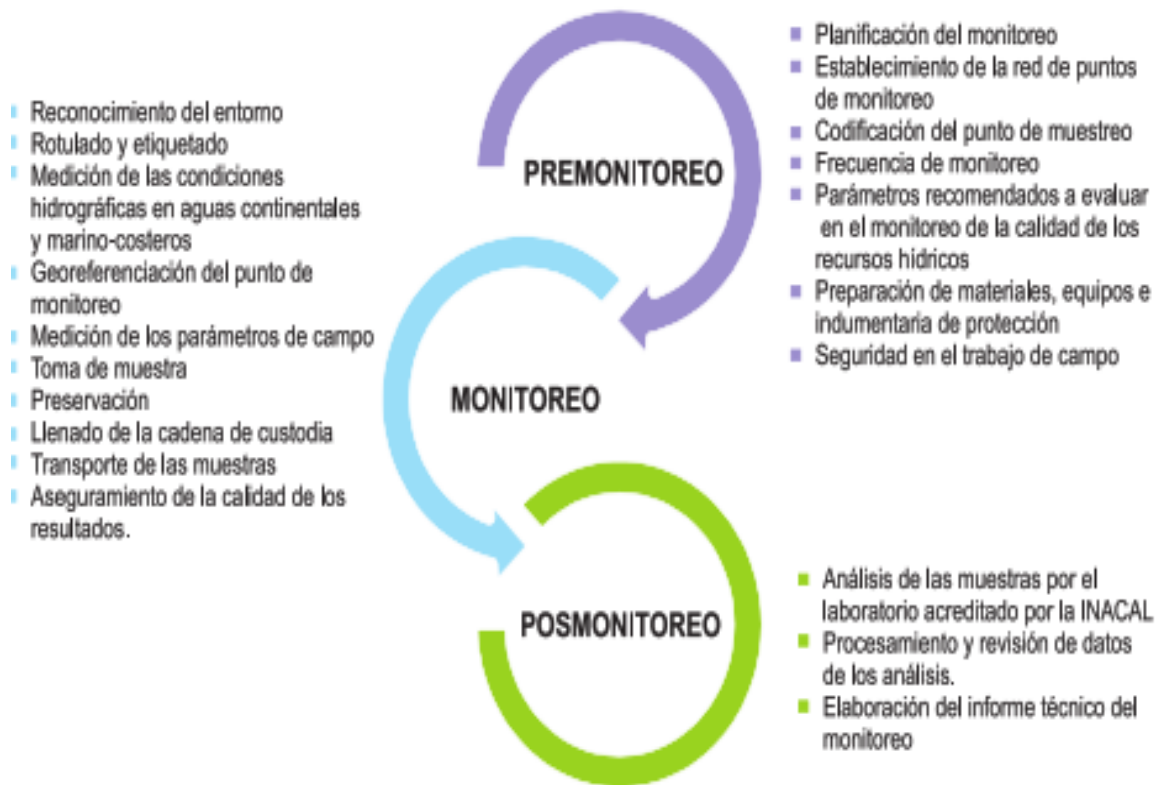 PREMONITOREO
Planificación del monitoreo
Establecimiento de la red de puntos
de monitoreo
Codificación del punto de muestreo
Frecuencia de monitoreo
Parámetros recomendados a evaluar
en el monitoreo de la calidad de los
recursos hídricos
Preparación de materiales, equipos e
indumentaria de protección
Seguridad en el trabajo de campo
MONITOREO
Reconocimiento del entorno
Rotulado y etiquetado
Medición de las condiciones
hidrográficas en aguas continentales
y marino-costeros
Georeferenciación del punto de
monitoreo
Medición de los parámetros de campo
Toma de muestra
Preservación
Llenado de la cadena de custodia
Transporte de las muestras
Aseguramiento de la calidad de los
resultados.
POSMONITOREO
Análisis de las muestras por el
laboratorio acreditado por la INACAL
Procesamiento y revisión de datos
de los análisis.
Elaboración del informe técnico del
monitoreo